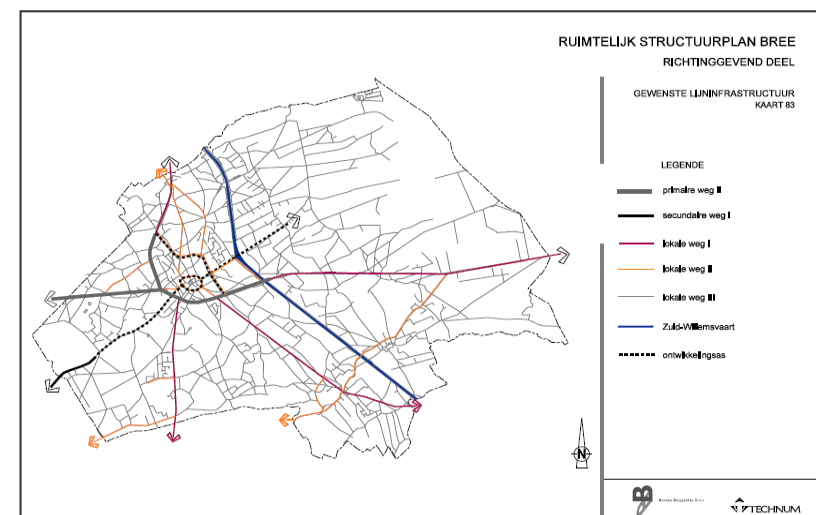 RUIMTELIJK STRUCTUURPLAN BREE
RICHTINGGEVEND DEEL
GEWENSTE LIJNINFRASTRUCTUUR
KAART 83
LEGENDE
primaire weg II
secundaire weg I
lokale weg I
lokale weg II
lokale weg III
Zuid-Willemsvaart
ontwikkelingsas
N
B
TECHNUM